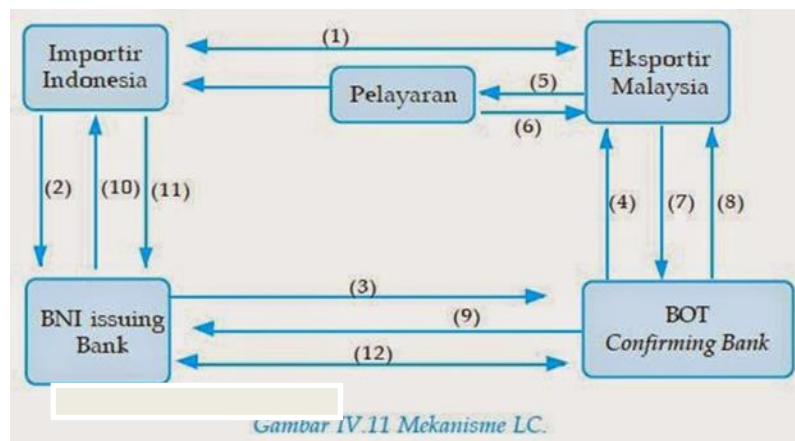 (1)
Importir
Indonesia
Eksportir
Malaysia
Pelayaran
(5)
(6)
(2)
(10)
(11)
(4)
(7)
(8)
(3)
BNI issuing
Bank
(9)
BOT
Confirming Bank
(12)
Gambar IV.11 Mekanisme LC.